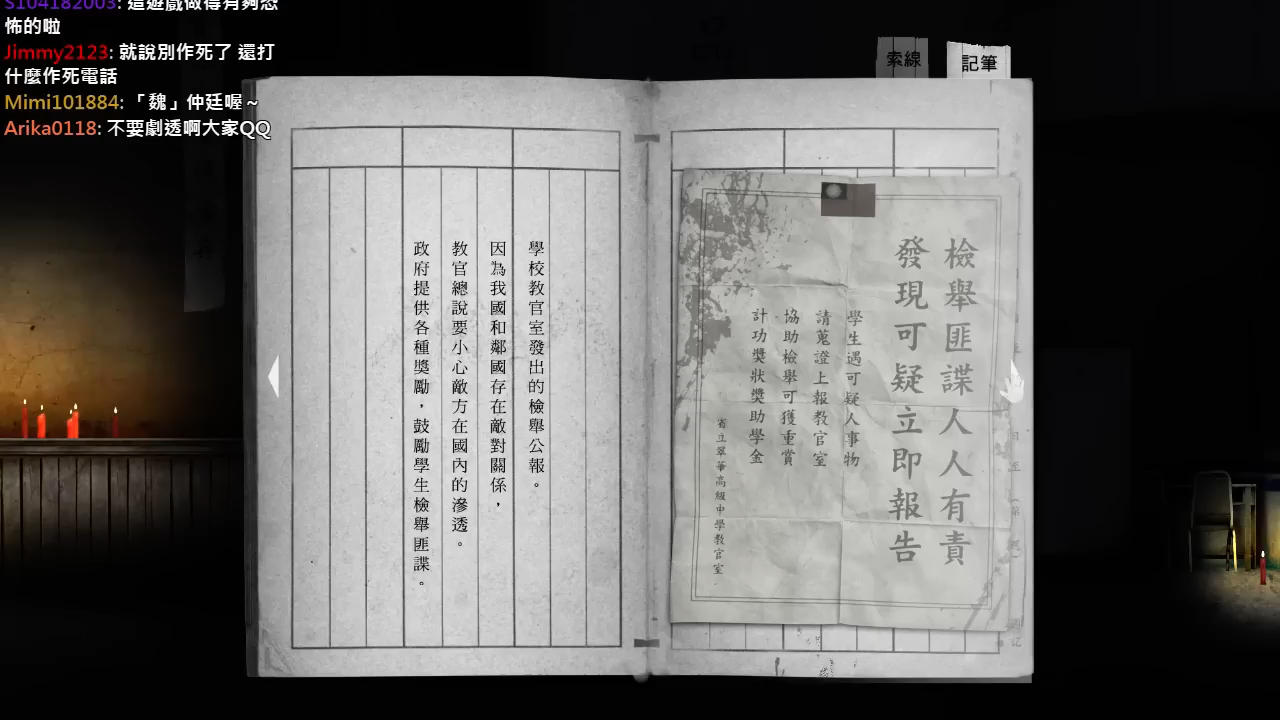 S104182003: 這遊戲做得有夠恐
怖的啦
Jimmy2123: 就說別作死了 還打
什麼作死電話
Mimi101884: 「魏」仲廷喔～
Arika0118: 不要劇透啊大家QQ
索線
記筆
學校教官室發出的檢舉公報。
因為我國和鄰國存在敵對關係，
教官總說要小心敵方在國內的滲透。
政府提供各種獎勵，鼓勵學生檢舉匪諜。
檢舉匪諜人人有責
發現可疑立即報告
學生遇可疑人事物
請蒐證上報教官室
協助檢舉可獲重賞
計功獎狀獎助學金
省立翠華高級中學教官室